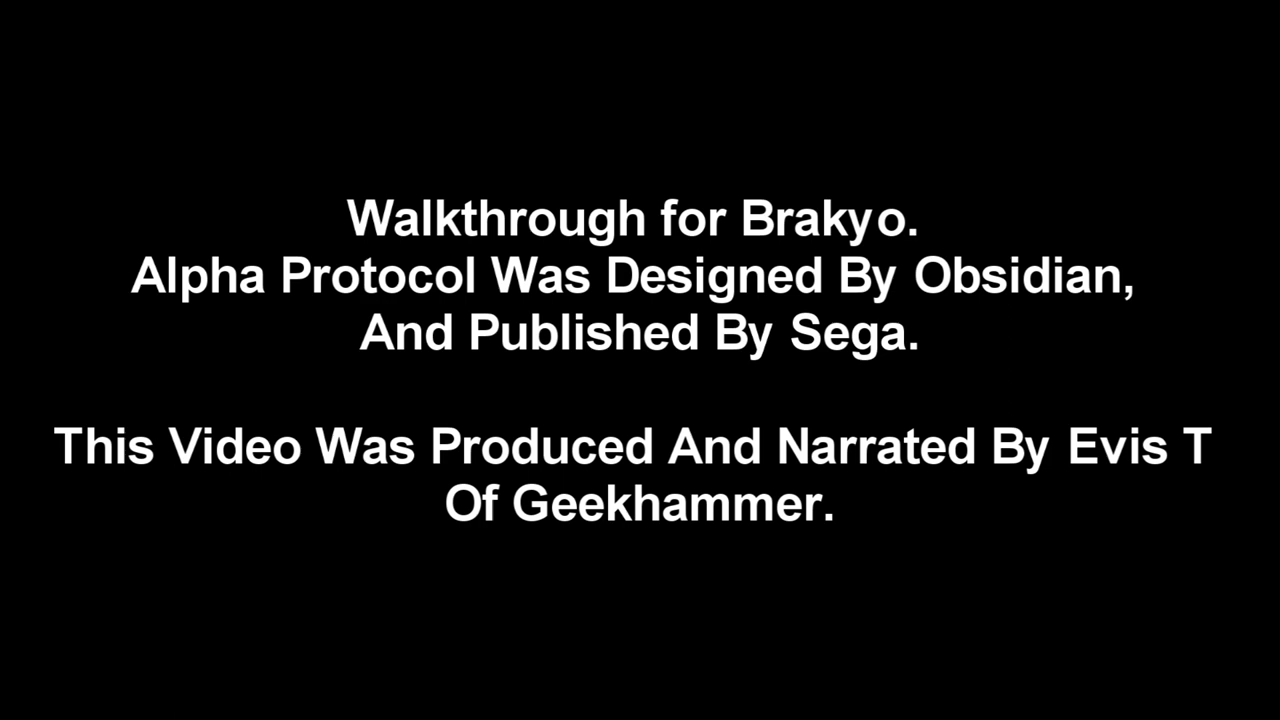 Walkthrough for Brakyo.
Alpha Protocol Was Designed By Obsidian,
And Published By Sega.
This Video Was Produced And Narrated By Evis T
Of Geekhammer.